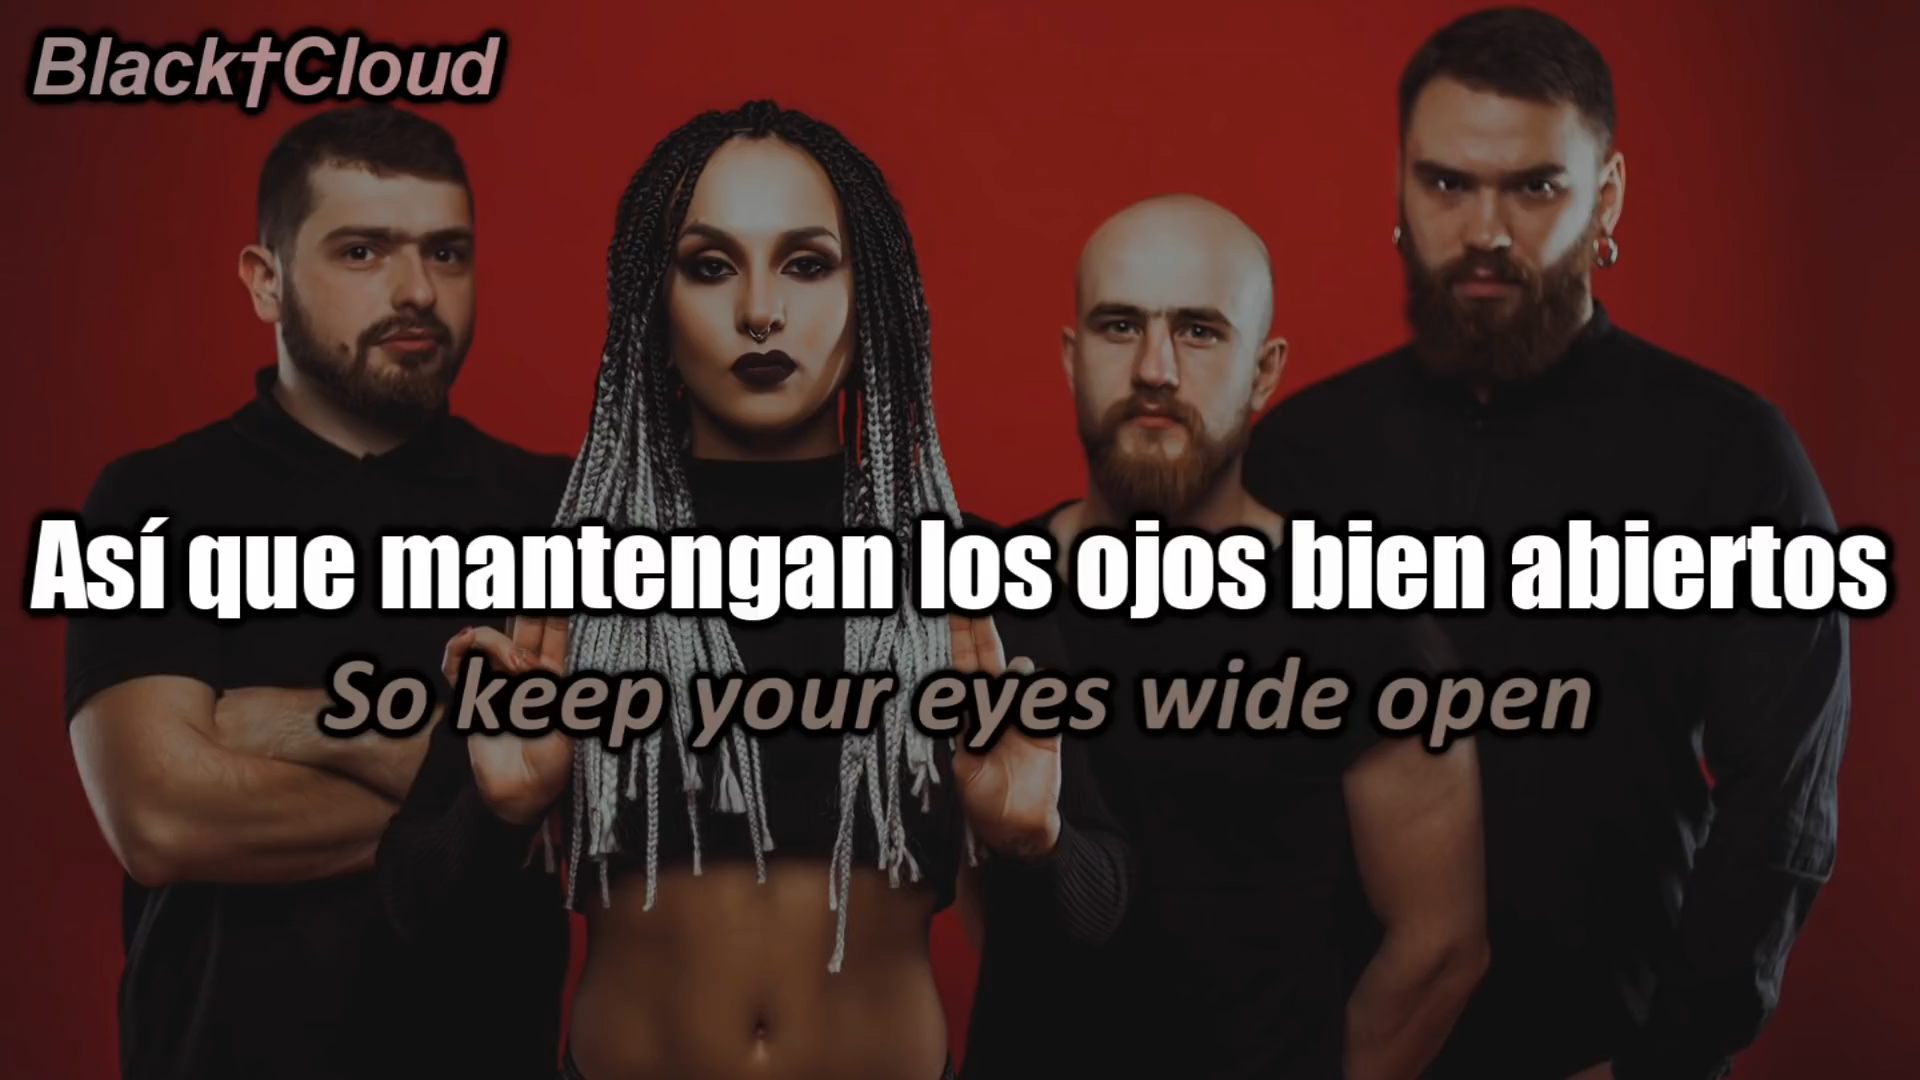 Black†Cloud
Así que mantengan los ojos bien abiertos
So keep your eyes wide open